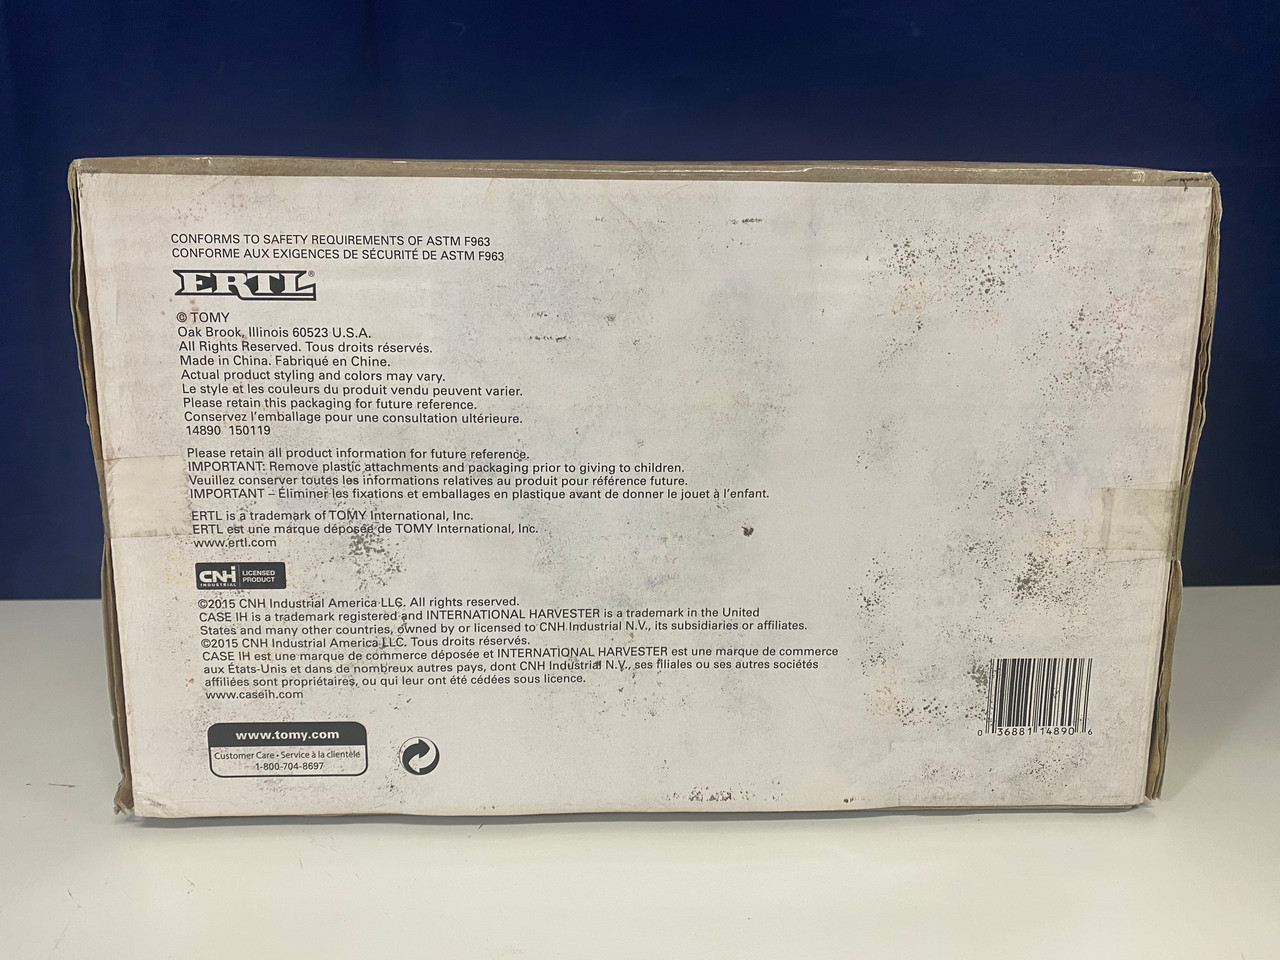 CONFORMS TO SAFETY REQUIREMENTS OF ASTM F963
CONFORME AUX EXIGENCES DE SÉCURITÉ DE ASTM F963
ERTL®
© TOMY
Oak Brook, Illinois 60523 U.S.A.
All Rights Reserved. Tous droits réservés.
Made in China. Fabriqué en Chine.
Actual product styling and colors may vary.
Le style et les couleurs du produit vendu peuvent varier.
Please retain this packaging for future reference.
Conservez l'emballage pour une consultation ultérieure.
14890 150119
Please retain all product information for future reference.
IMPORTANT: Remove plastic attachments and packaging prior to giving to children.
Veuillez conserver toutes les informations relatives au produit pour référence future.
IMPORTANT – Éliminer les fixations et emballages en plastique avant de donner le jouet à l'enfant.
ERTL is a trademark of TOMY International, Inc.
ERTL est une marque déposée de TOMY International, Inc.
www.ertl.com
CNH INDUSTRIAL LICENSED PRODUCT
©2015 CNH Industrial America LLC. All rights reserved.
CASE IH is a trademark registered and INTERNATIONAL HARVESTER is a trademark in the United
States and many other countries, owned by or licensed to CNH Industrial N.V., its subsidiaries or affiliates.
©2015 CNH Industrial America LLC. Tous droits réservés.
CASE IH est une marque de commerce déposée et INTERNATIONAL HARVESTER est une marque de commerce
aux États-Unis et dans de nombreux autres pays, dont CNH Industrial N.V., ses filiales ou ses autres sociétés
affiliées sont propriétaires, ou qui leur ont été cédées sous licence.
www.caseih.com
www.tomy.com
Customer Care • Service à la clientèle
1-800-704-8697
0 36881 14890 6